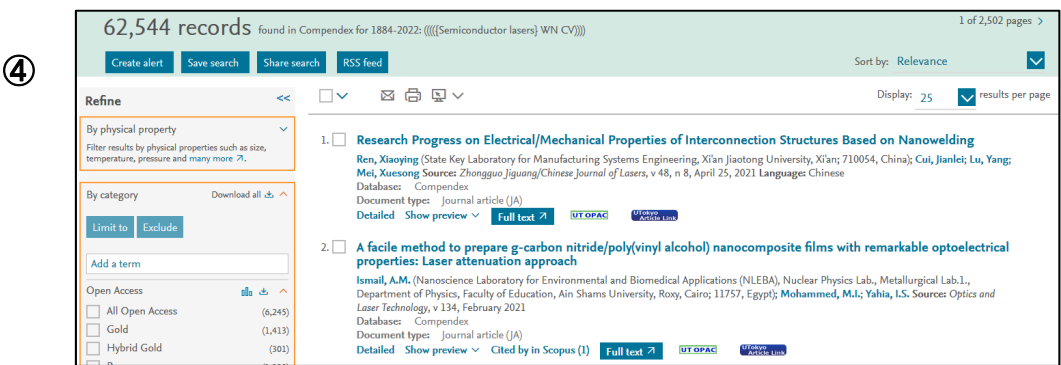 ④
62,544 records found in Compendex for 1884-2022: ((((({Semiconductor lasers} WN CV)))))
1 of 2,502 pages >
Create alert Save search Share search RSS feed
Sort by: Relevance
Refine <<
Display: 25 results per page
By physical property
Filter results by physical properties such as size,
temperature, pressure and many more ↗.
By category Download all
Limit to Exclude
Add a term
Open Access
All Open Access (6,245)
Gold (1,413)
Hybrid Gold (301)
1. Research Progress on Electrical/Mechanical Properties of Interconnection Structures Based on Nanowelding
Ren, Xiaoying (State Key Laboratory for Manufacturing Systems Engineering, Xi'an Jiaotong University, Xi'an; 710054, China); Cui, Jianlei; Lu, Yang;
Mei, Xuesong Source: Zhongguo Jiguang/Chinese Journal of Lasers, v 48, n 8, April 25, 2021 Language: Chinese
Database: Compendex
Document type: Journal article (JA)
Detailed Show preview Full text ↗ UT OPAC UTokyo Article Link
2. A facile method to prepare g-carbon nitride/poly(vinyl alcohol) nanocomposite films with remarkable optoelectrical
properties: Laser attenuation approach
Ismail, A.M. (Nanoscience Laboratory for Environmental and Biomedical Applications (NLEBA), Nuclear Physics Lab., Metallurgical Lab.1.,
Department of Physics, Faculty of Education, Ain Shams University, Roxy, Cairo; 11757, Egypt); Mohammed, M.I.; Yahia, I.S. Source: Optics and
Laser Technology, v 134, February 2021
Database: Compendex
Document type: Journal article (JA)
Detailed Show preview Cited by in Scopus (1) Full text ↗ UT OPAC UTokyo Article Link